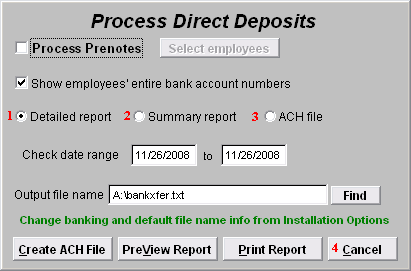 Process Direct Deposits
Process Prenotes Select employees
Show employees' entire bank account numbers
1 Detailed report 2 Summary report 3 ACH file
Check date range 11/26/2008 to 11/26/2008
Output file name A:\bankxfer.txt Find
Change banking and default file name info from Installation Options
Create ACH File PreView Report Print Report 4 Cancel